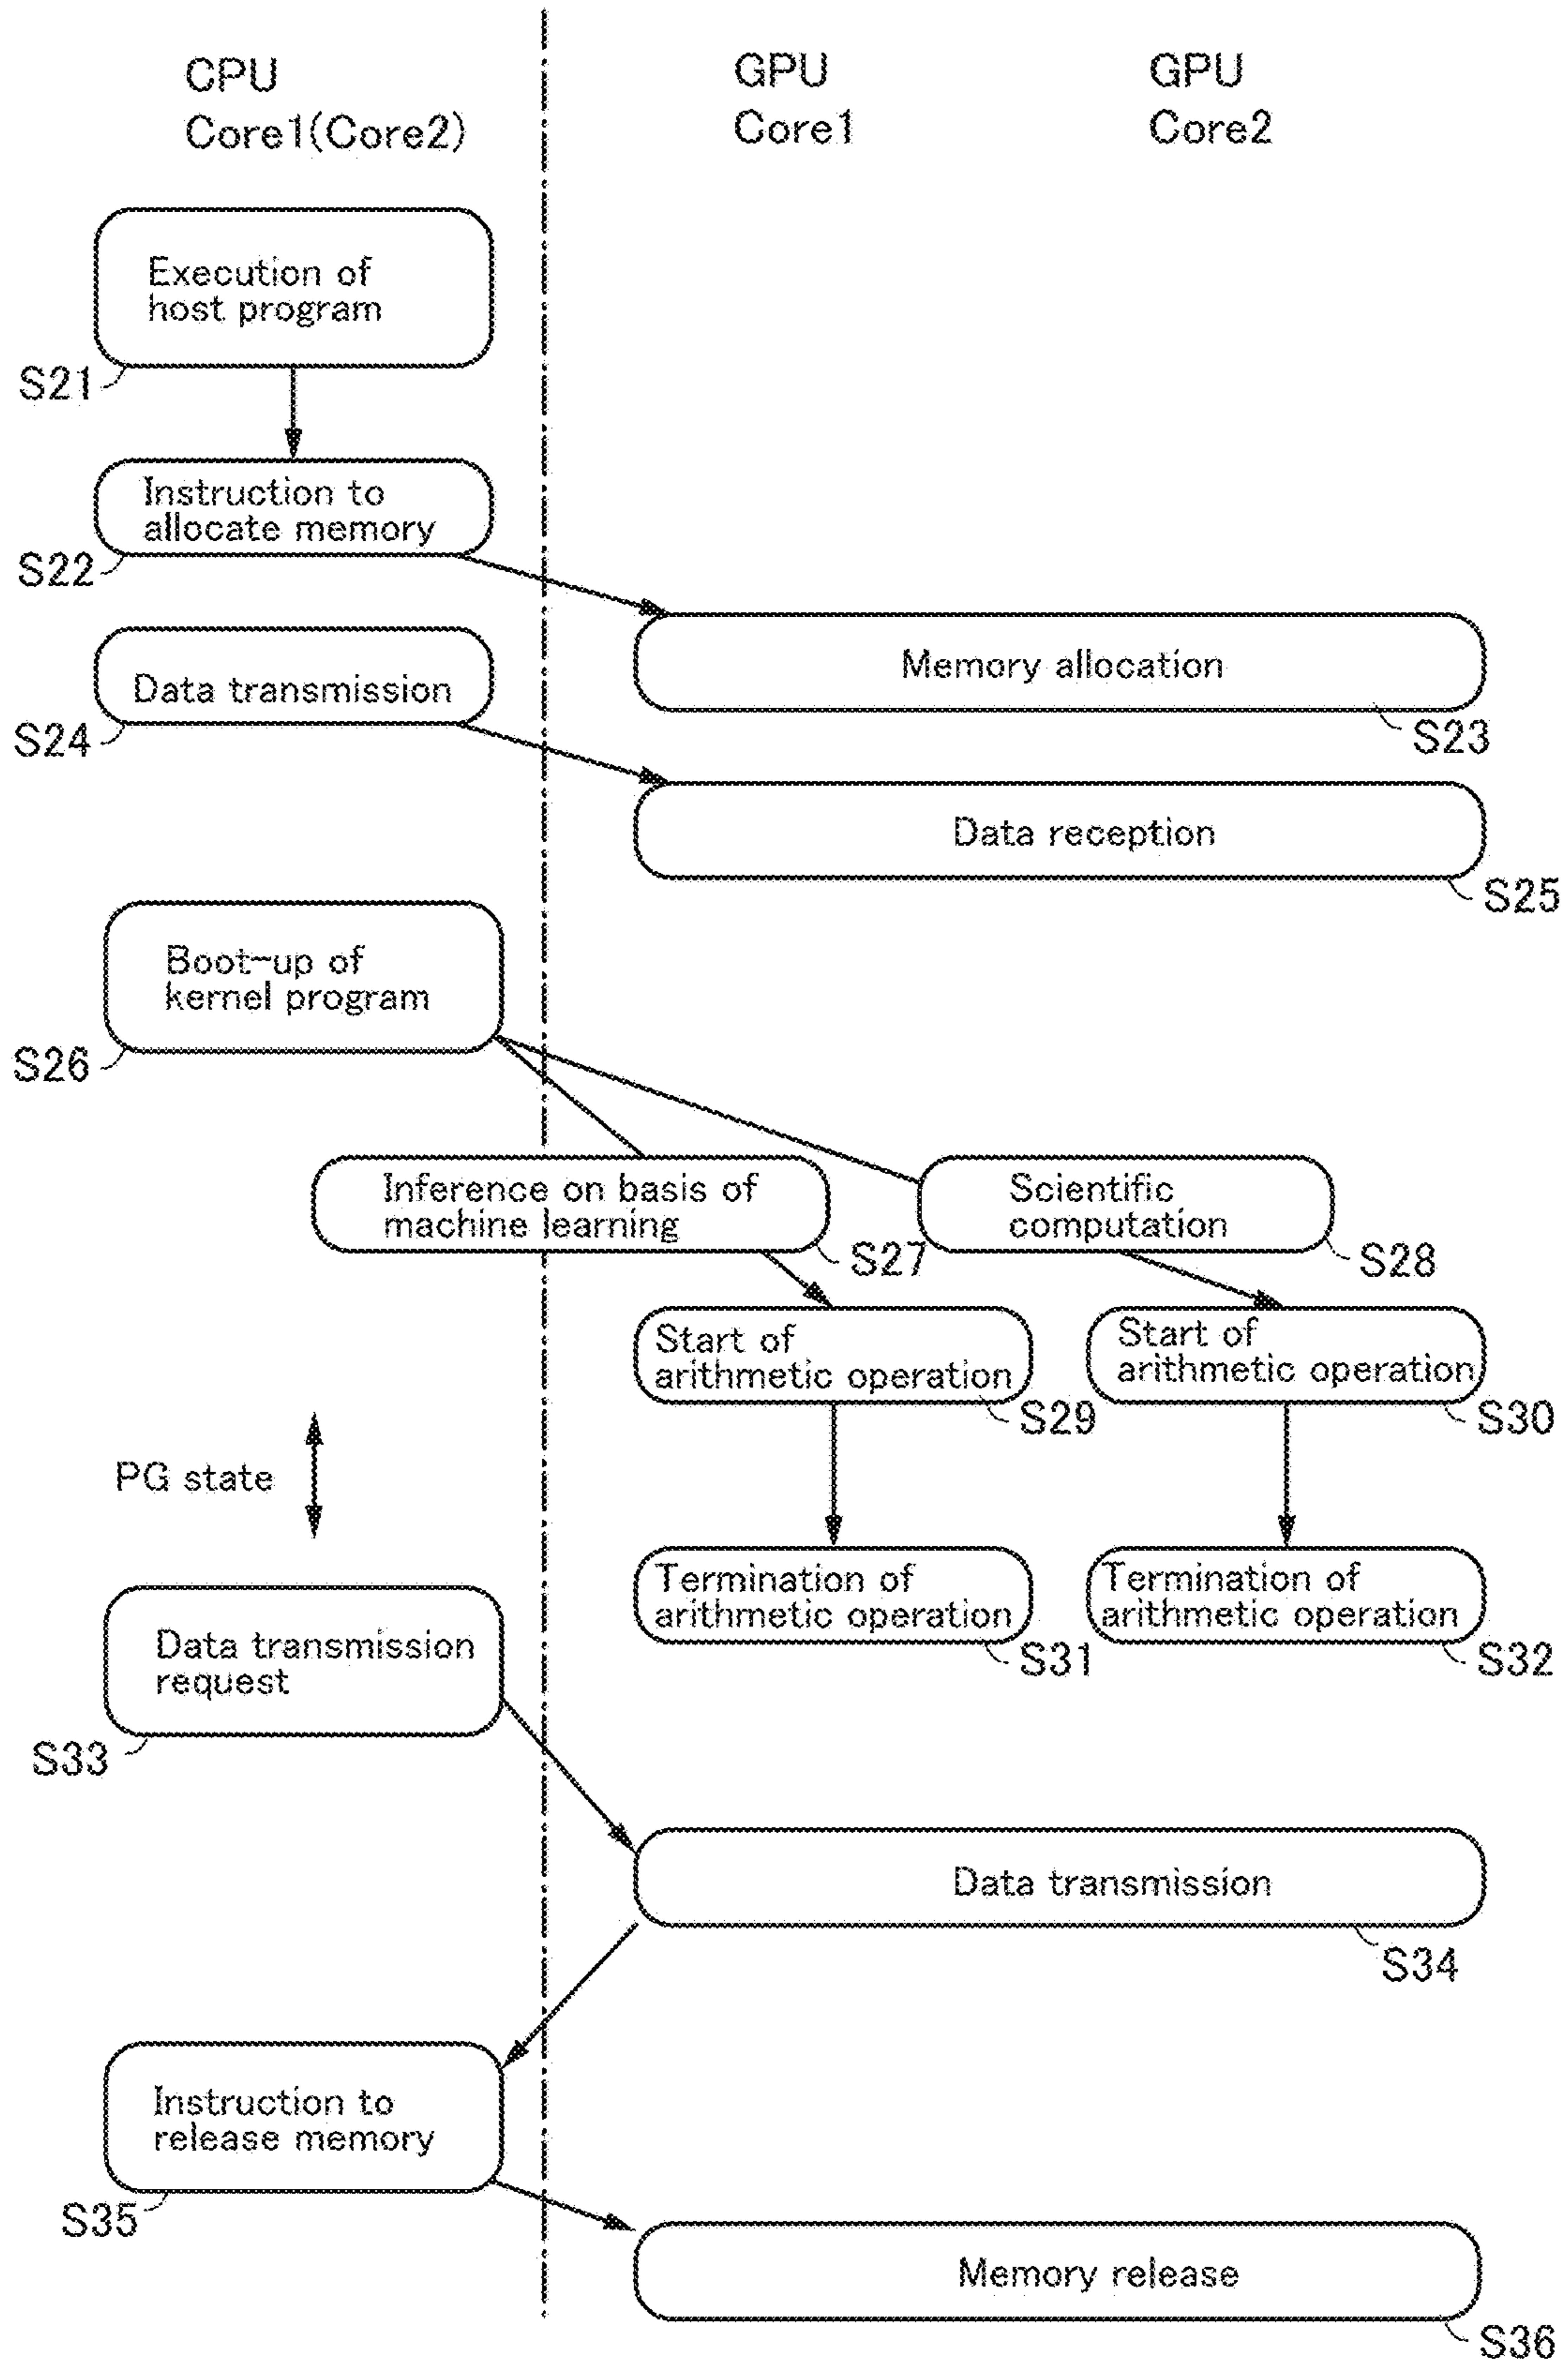 CPU
Core1(Core2)
GPU
Core1
GPU
Core2
Execution of
host program
S21
Instruction to
allocate memory
S22
Memory allocation
S23
Data transmission
S24
Data reception
S25
Boot-up of
kernel program
S26
Inference on basis of
machine learning
S27
Scientific
computation
S28
Start of
arithmetic operation
S29
Start of
arithmetic operation
S30
PG state
Termination of
arithmetic operation
S31
Termination of
arithmetic operation
S32
Data transmission
request
S33
Data transmission
S34
Instruction to
release memory
S35
Memory release
S36